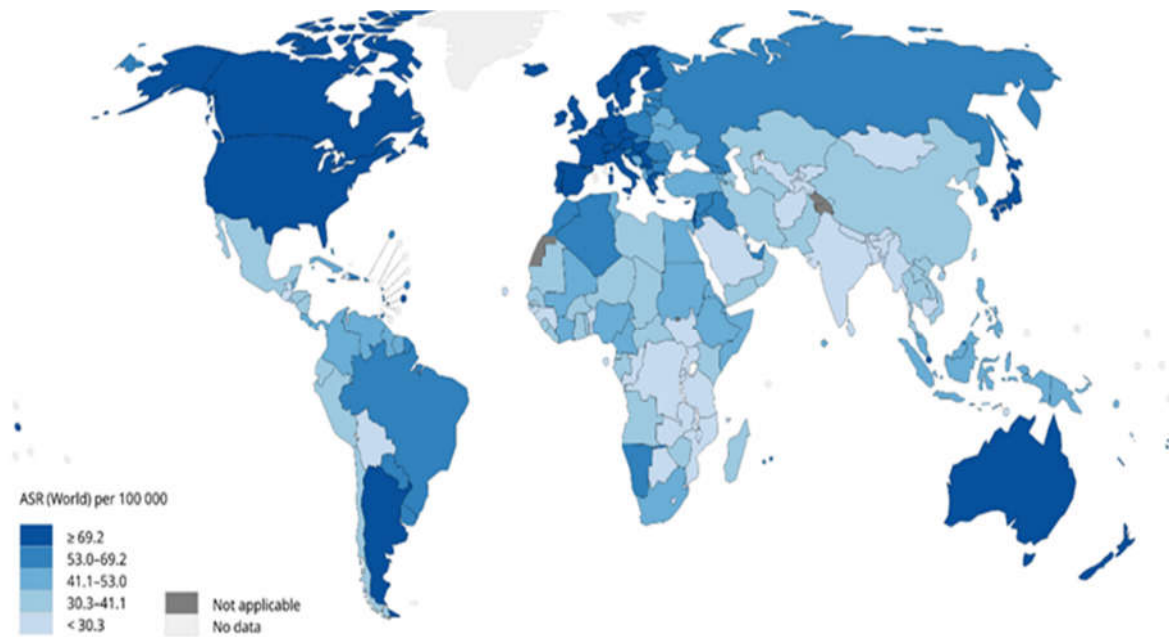 ASR (World) per 100 000
≥ 69.2
53.0–69.2
41.1–53.0
30.3–41.1
< 30.3
Not applicable
No data